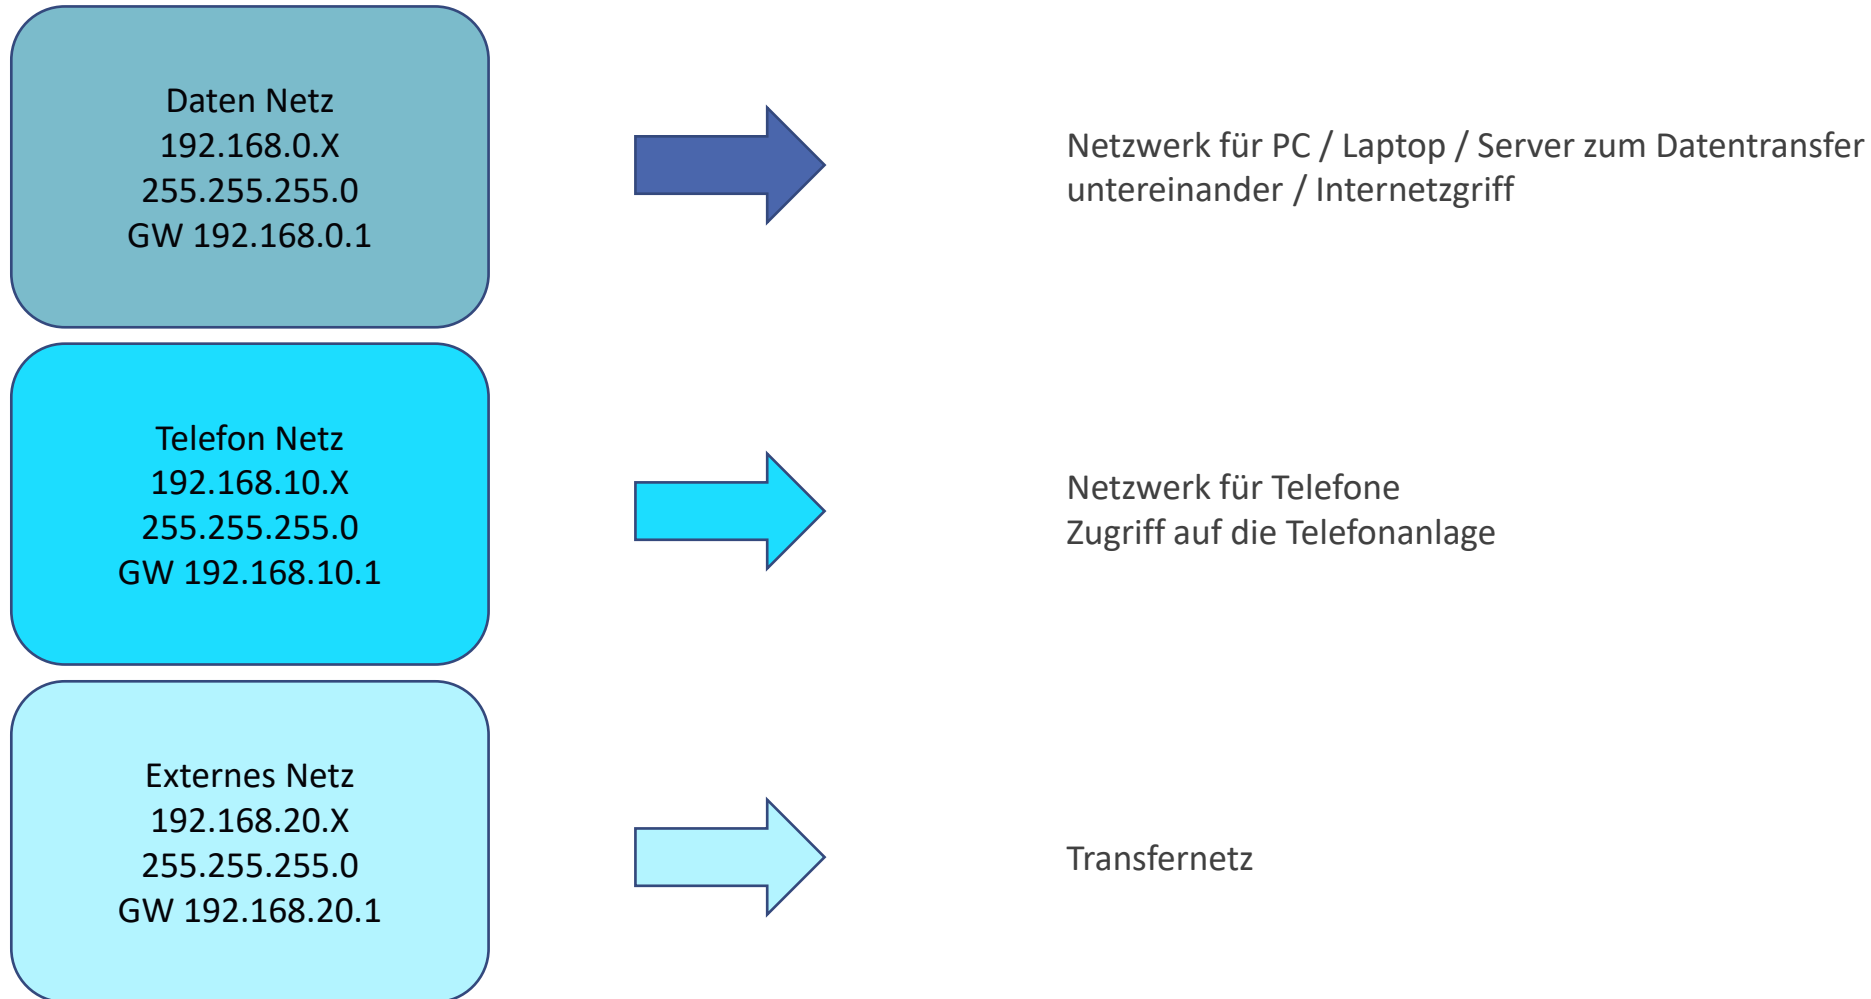 Daten Netz
192.168.0.X
255.255.255.0
GW 192.168.0.1
Netzwerk für PC / Laptop / Server zum Datentransfer
untereinander / Internetzgriff
Telefon Netz
192.168.10.X
255.255.255.0
GW 192.168.10.1
Netzwerk für Telefone
Zugriff auf die Telefonanlage
Externes Netz
192.168.20.X
255.255.255.0
GW 192.168.20.1
Transfernetz